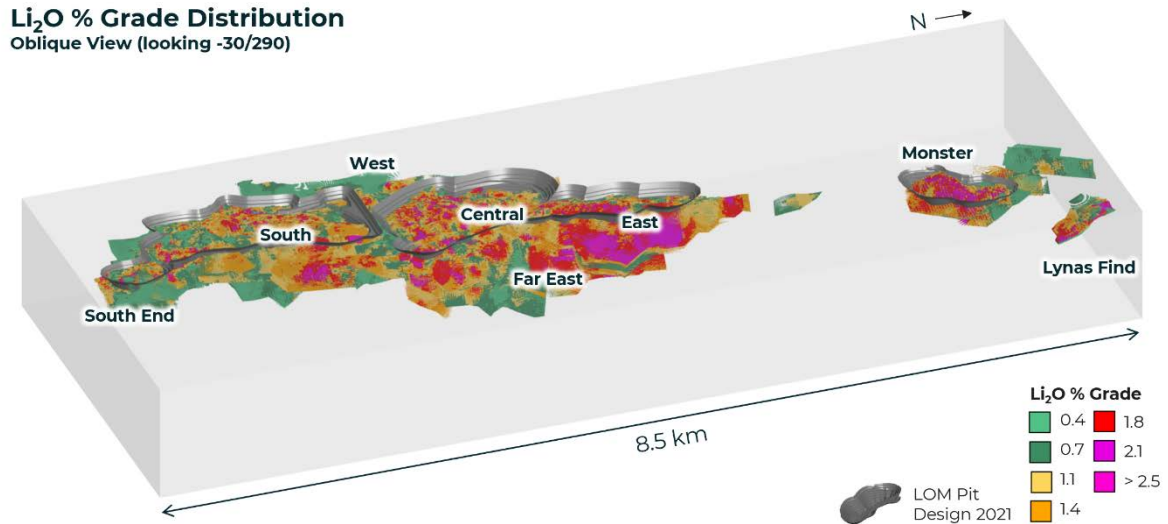 Li₂O % Grade Distribution
Oblique View (looking -30/290)
N
West
Monster
Central
South
East
Far East
Lynas Find
South End
8.5 km
Li₂O % Grade
0.4
1.8
0.7
2.1
1.1
> 2.5
1.4
LOM Pit
Design 2021